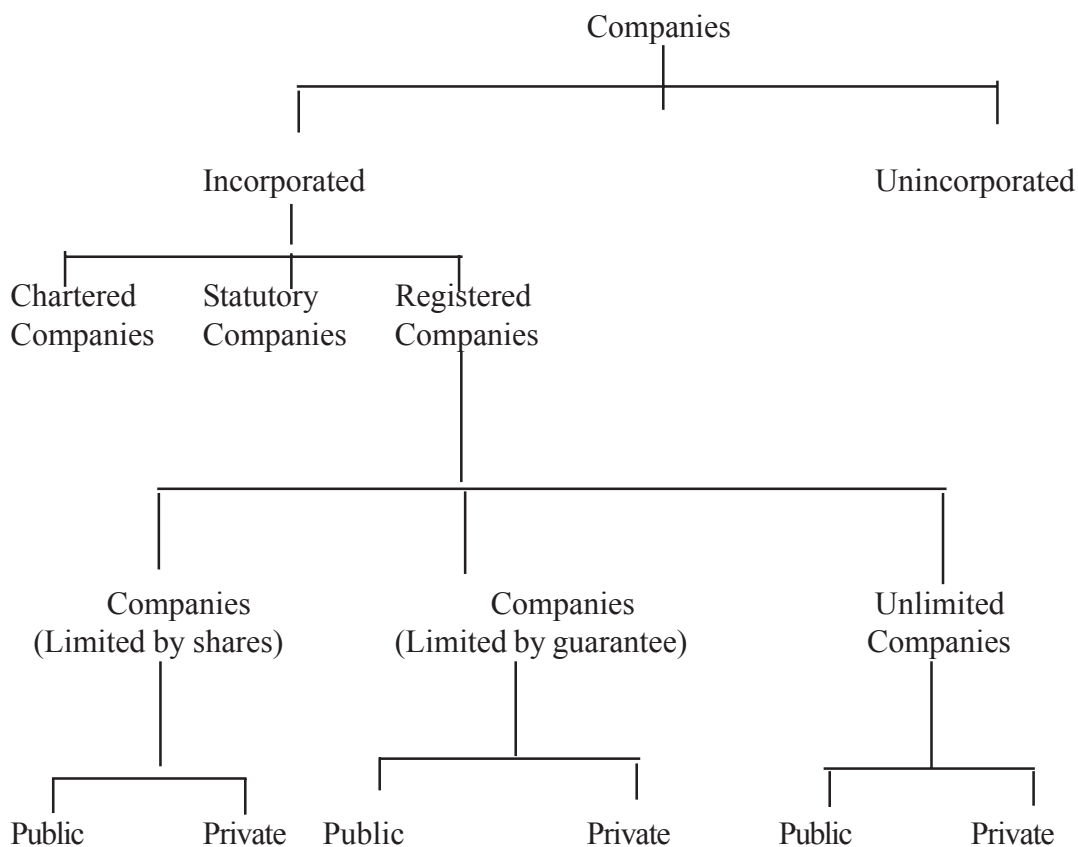 Companies
Incorporated
Unincorporated
Chartered
Companies
Statutory
Companies
Registered
Companies
Companies
(Limited by shares)
Companies
(Limited by guarantee)
Unlimited
Companies
Public
Private
Public
Private
Public
Private